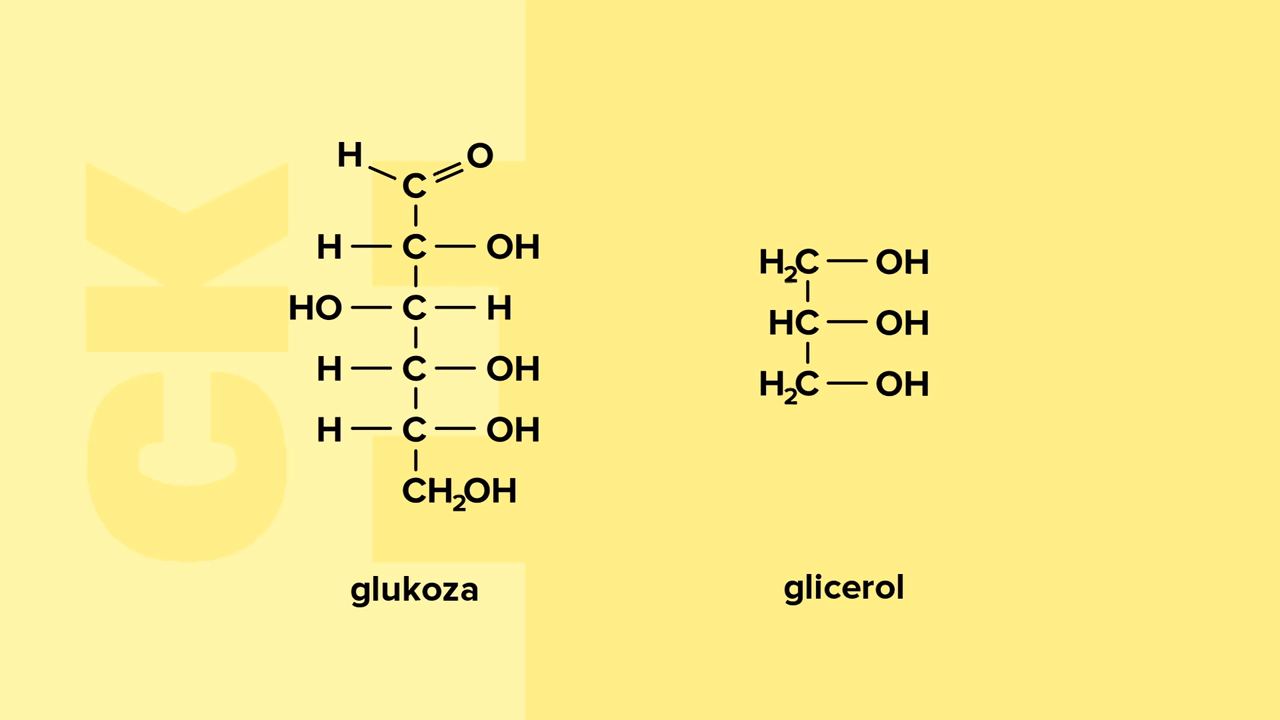 H O
C
H C OH
HO C H
H C OH
H C OH
CH₂OH
glukoza
H₂C OH
HC OH
H₂C OH
glicerol
CK